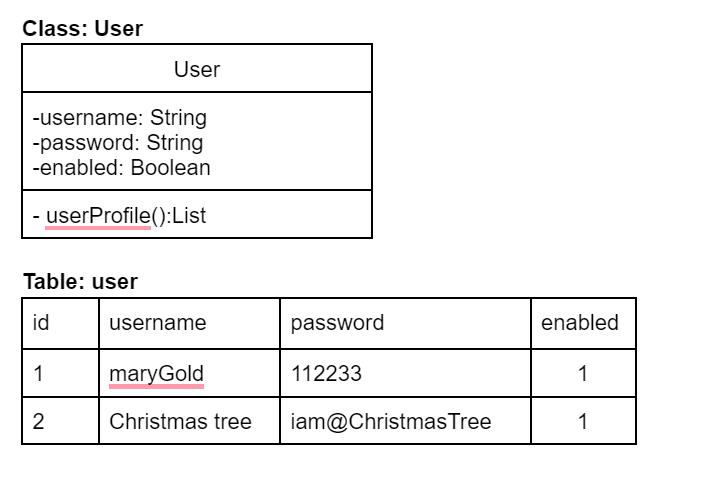 Class: User
User
-username: String
-password: String
-enabled: Boolean
- userProfile():List
Table: user
id username password enabled
1 maryGold 112233 1
2 Christmas tree iam@ChristmasTree 1